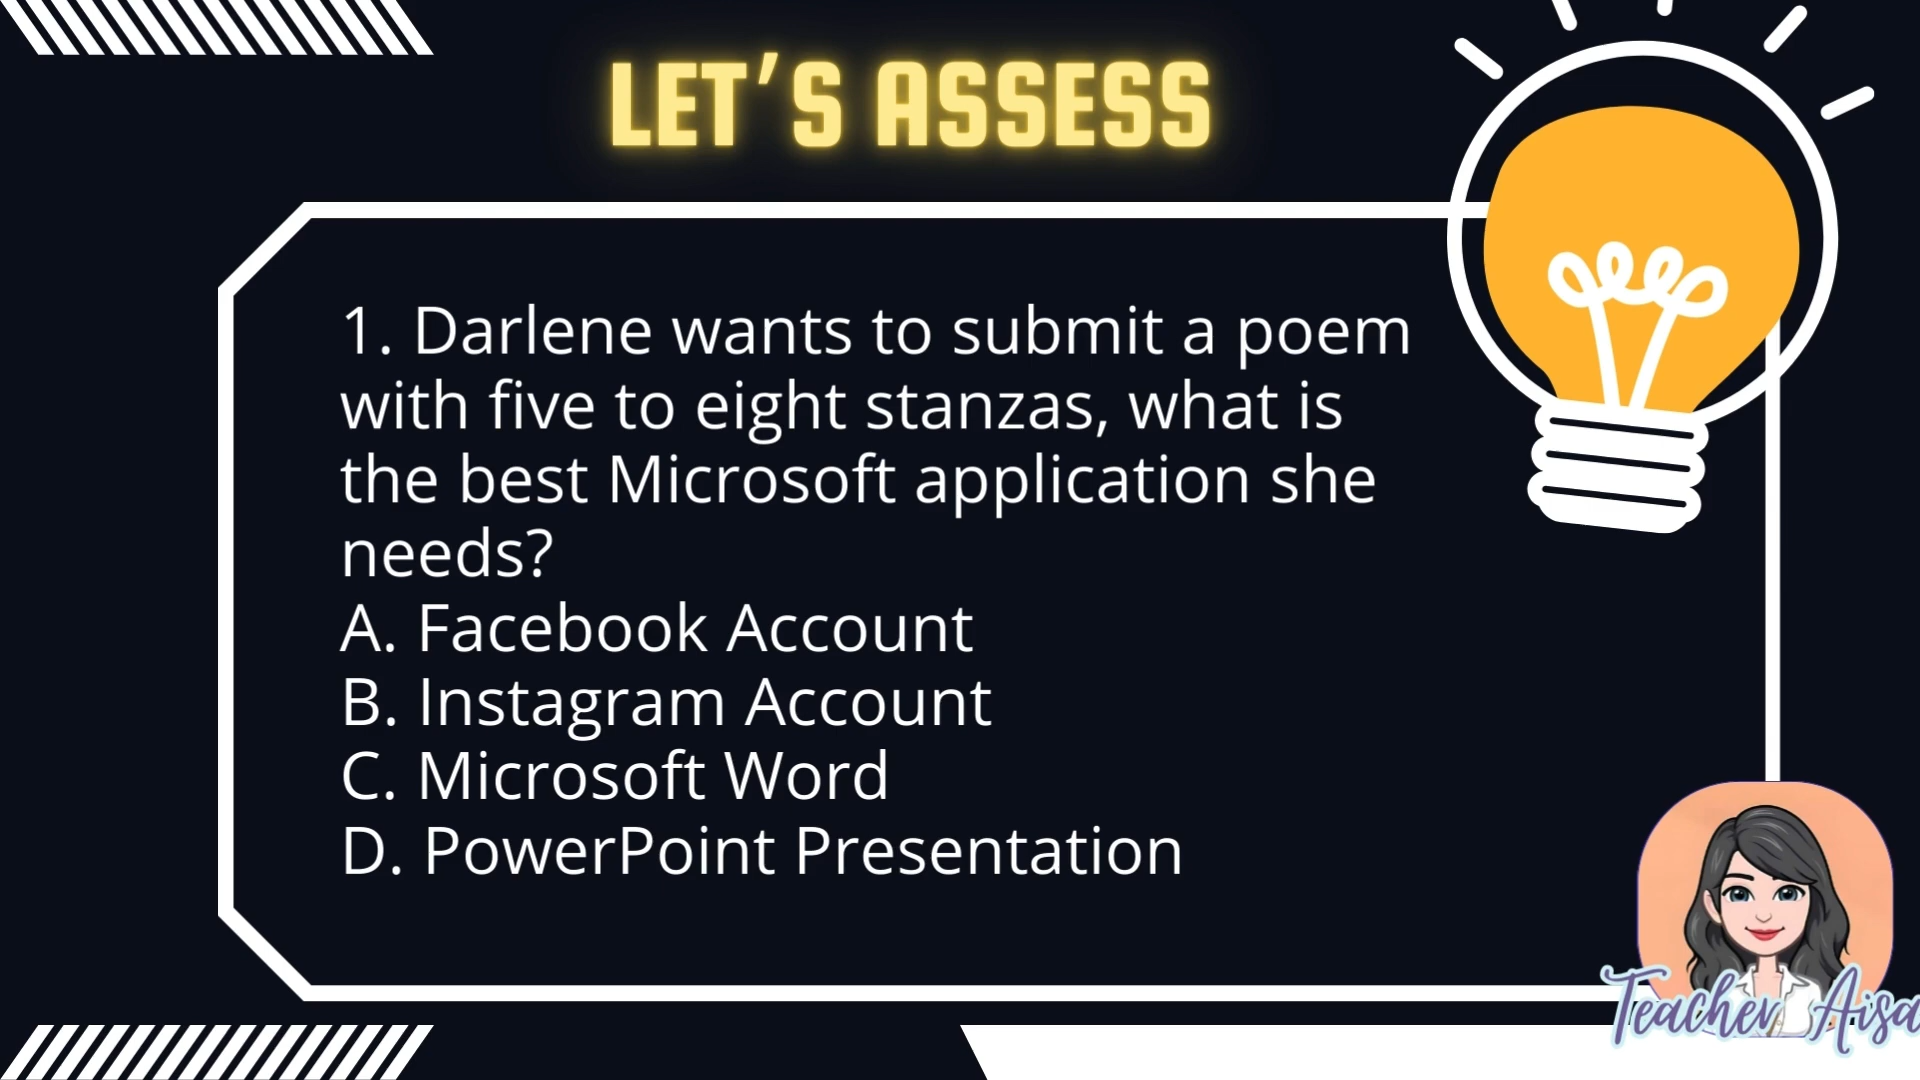 LET'S ASSESS
1. Darlene wants to submit a poem
with five to eight stanzas, what is
the best Microsoft application she
needs?
A. Facebook Account
B. Instagram Account
C. Microsoft Word
D. PowerPoint Presentation
Teacher Aisa